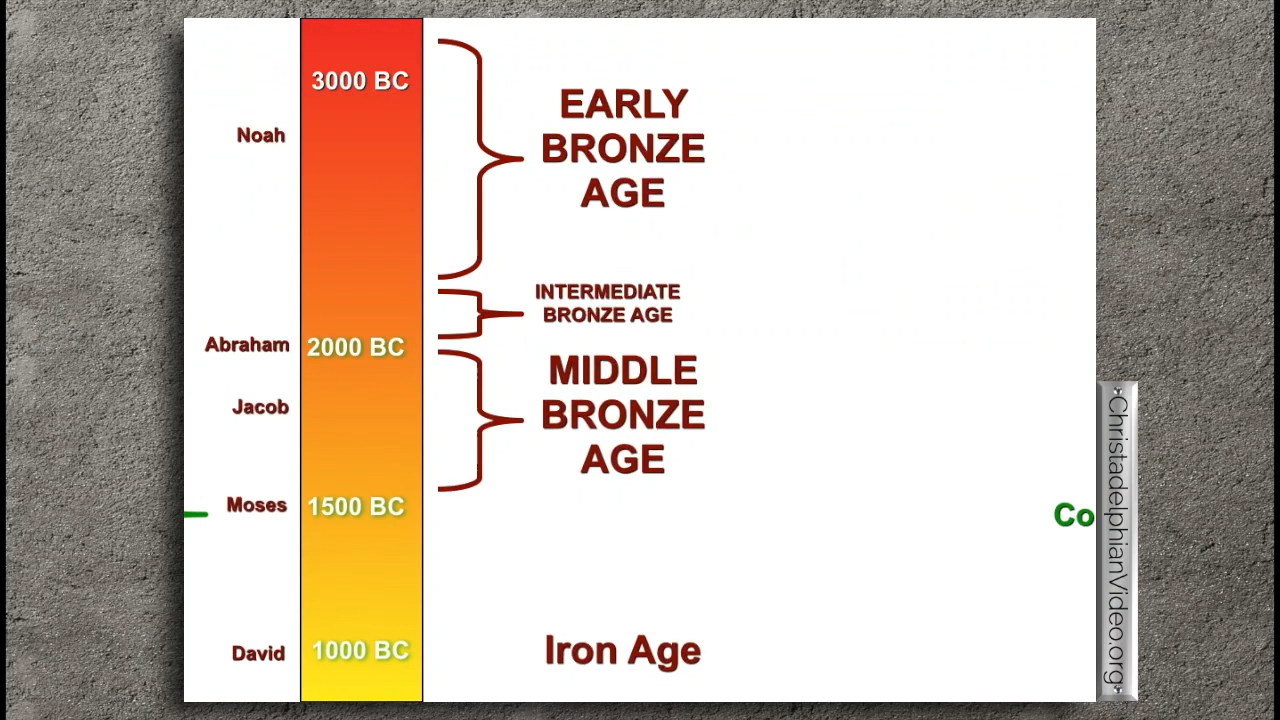 3000 BC
EARLY
BRONZE
AGE
Noah
INTERMEDIATE
BRONZE AGE
Abraham
2000 BC
MIDDLE
BRONZE
AGE
Jacob
Moses
1500 BC
Co
David
1000 BC
Iron Age
ChristadelphianVideo.org